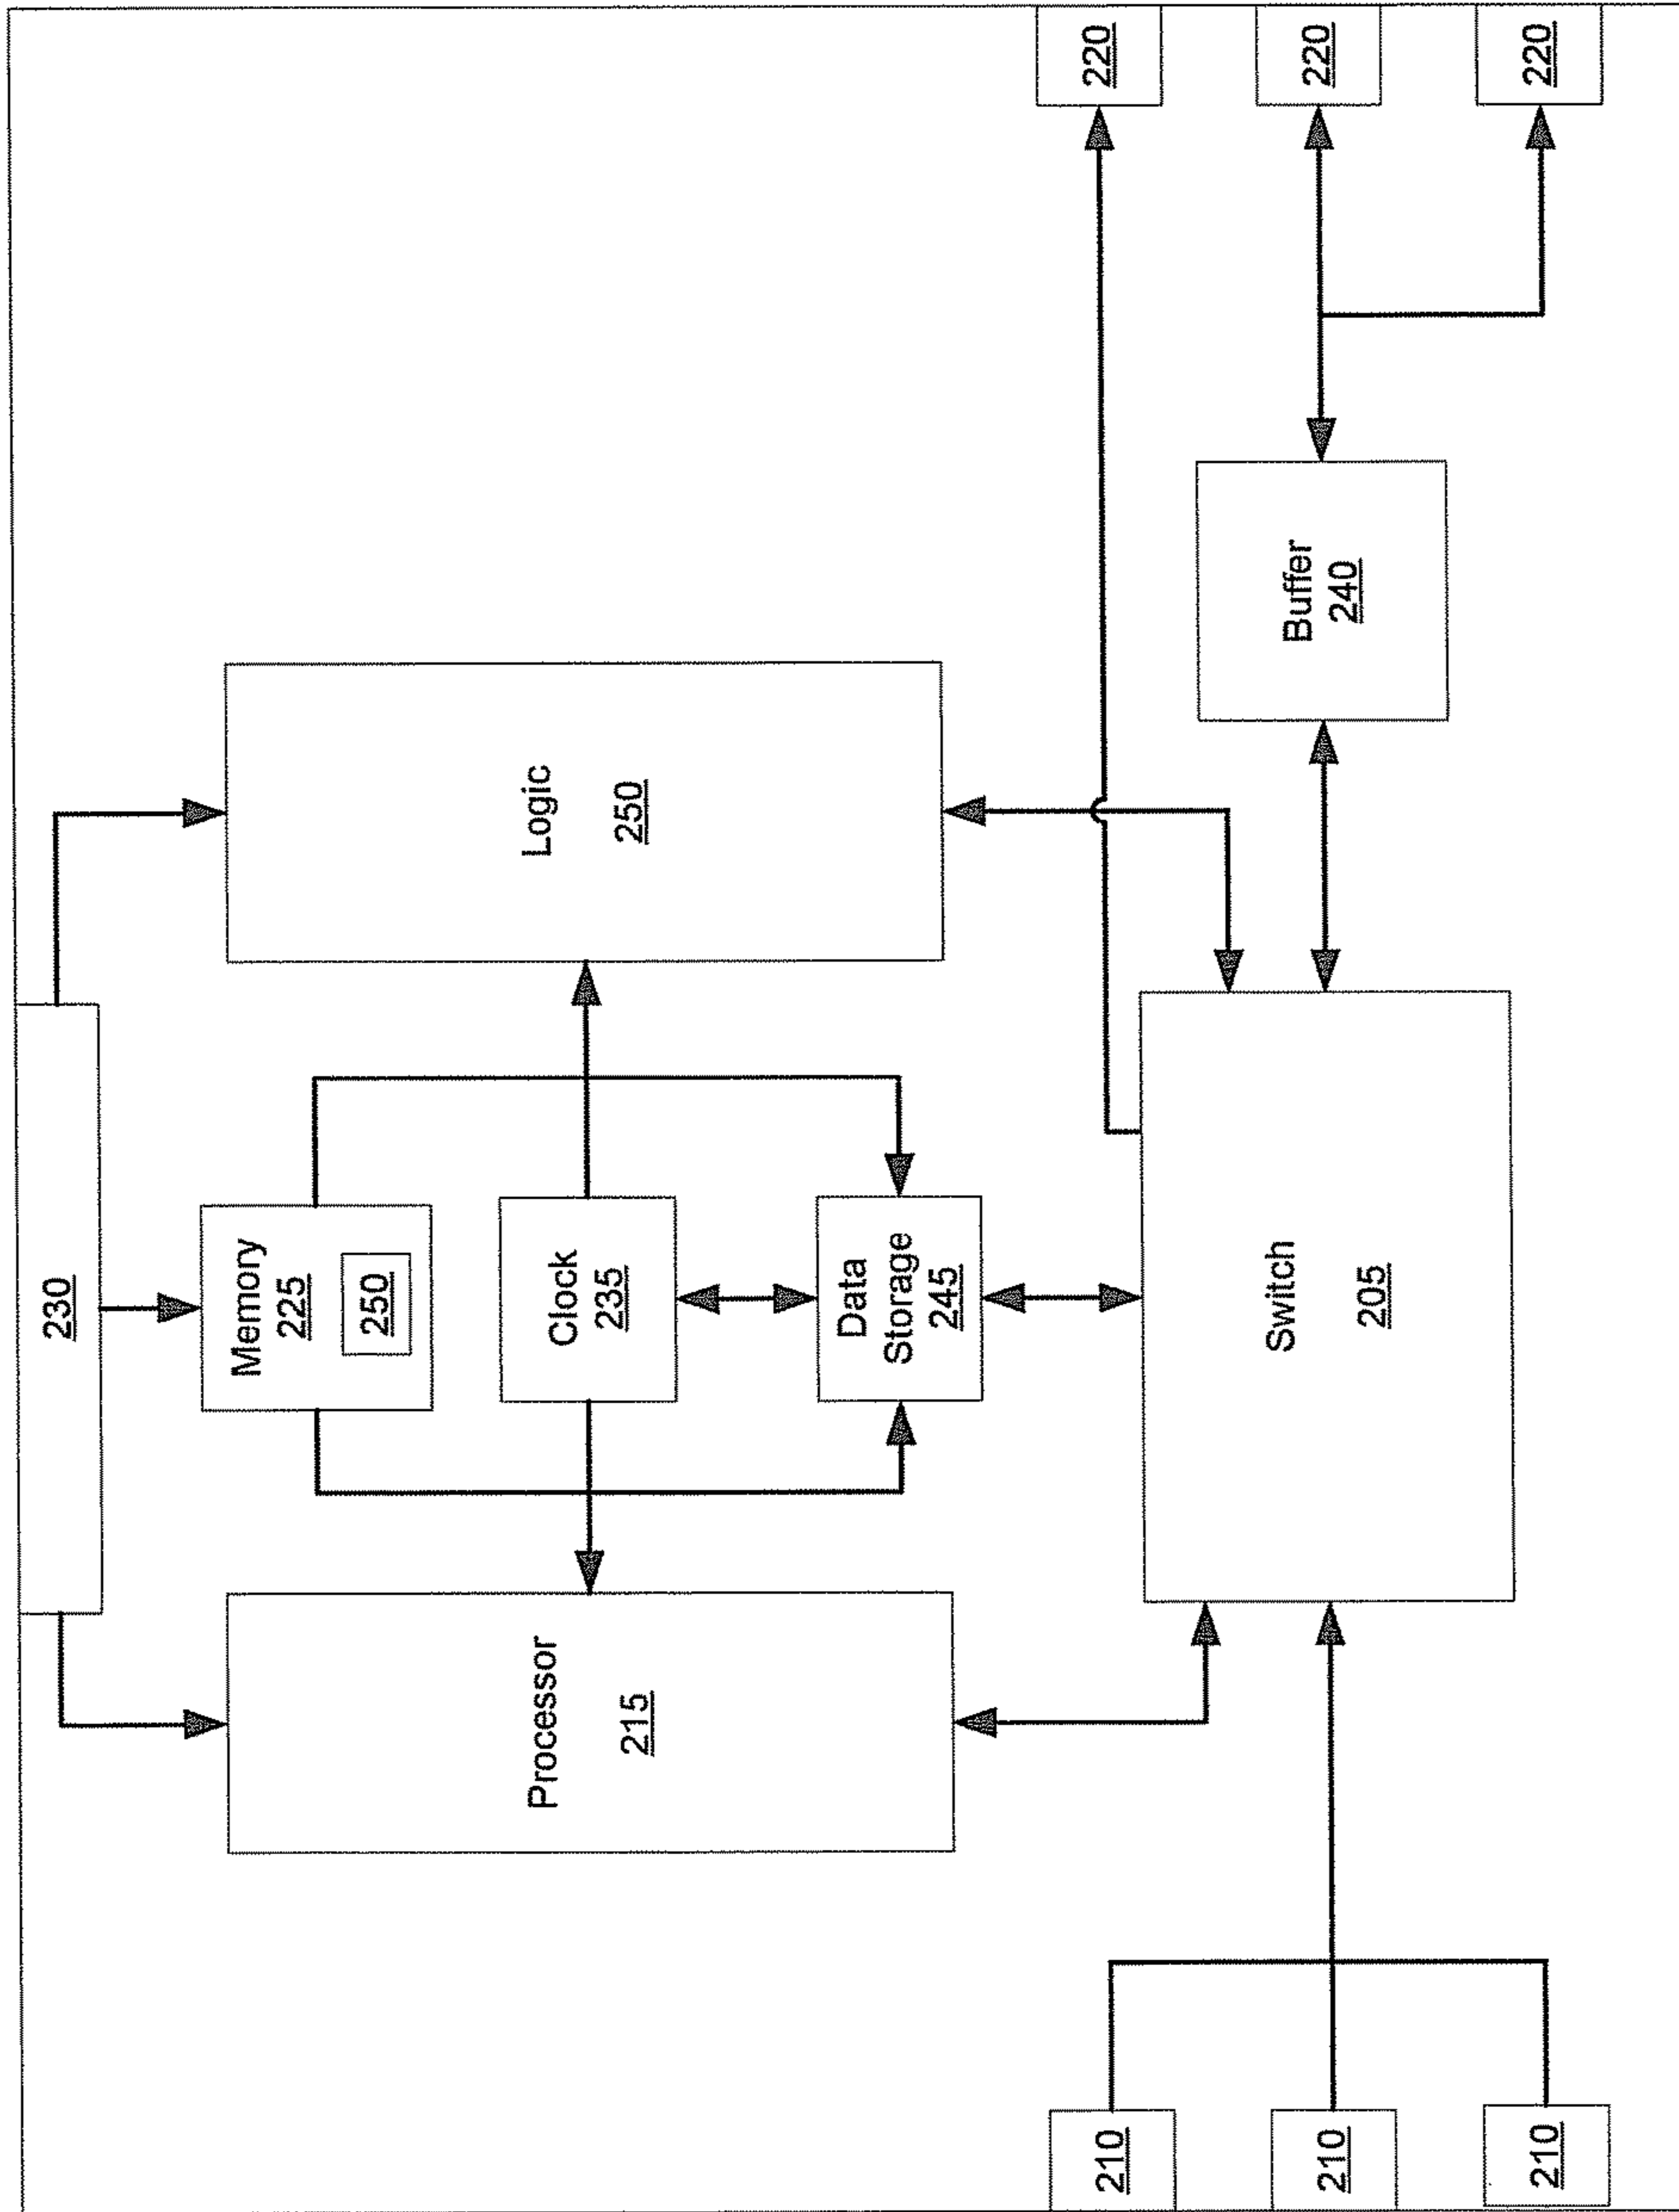 230
Memory
225
250
Processor
215
Clock
235
Logic
250
Data
Storage
245
210
210
210
Switch
205
Buffer
240
220
220
220